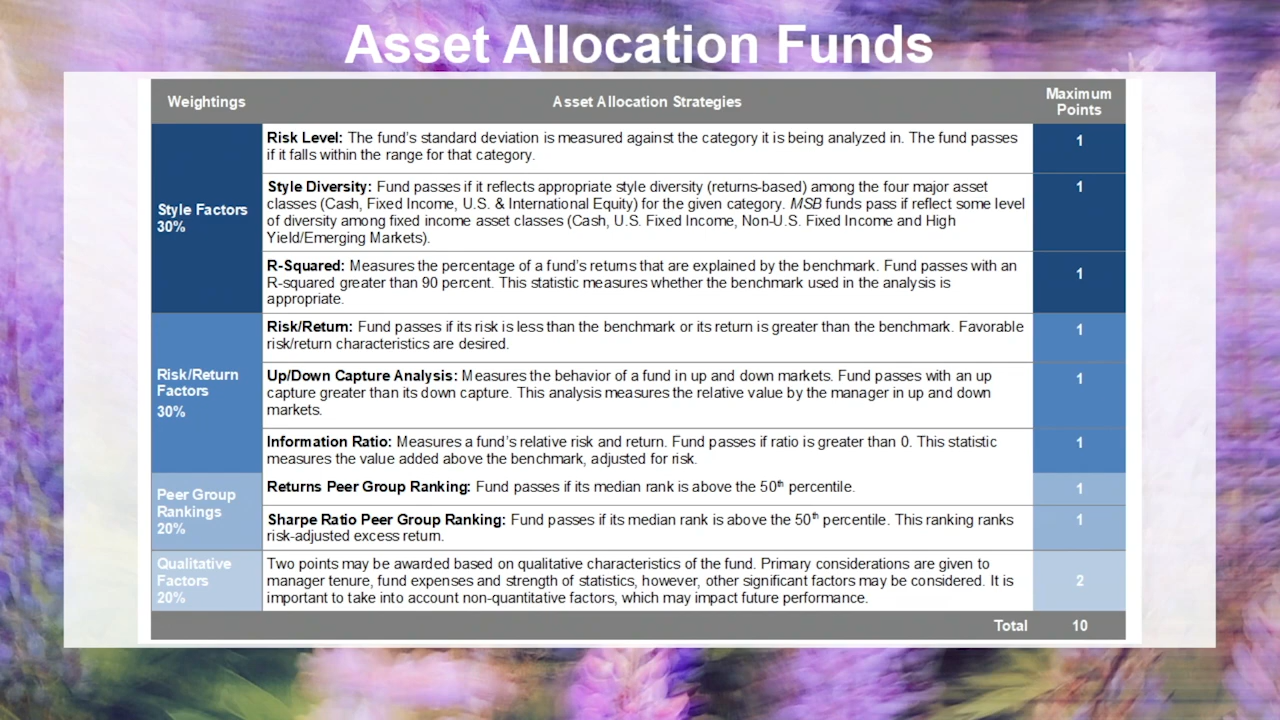 Asset Allocation Funds
Weightings
Asset Allocation Strategies
Maximum
Points
Style Factors
30%
Risk Level: The fund's standard deviation is measured against the category it is being analyzed in. The fund passes
if it falls within the range for that category.
1
Style Diversity: Fund passes if it reflects appropriate style diversity (returns-based) among the four major asset
classes (Cash, Fixed Income, U.S. & International Equity) for the given category. MSB funds pass if reflect some level
of diversity among fixed income asset classes (Cash, U.S. Fixed Income, Non-U.S. Fixed Income and High
Yield/Emerging Markets).
1
R-Squared: Measures the percentage of a fund's returns that are explained by the benchmark. Fund passes with an
R-squared greater than 90 percent. This statistic measures whether the benchmark used in the analysis is
appropriate.
1
Risk/Return
Factors
30%
Risk/Return: Fund passes if its risk is less than the benchmark or its return is greater than the benchmark. Favorable
risk/return characteristics are desired.
1
Up/Down Capture Analysis: Measures the behavior of a fund in up and down markets. Fund passes with an up
capture greater than its down capture. This analysis measures the relative value by the manager in up and down
markets.
1
Information Ratio: Measures a fund's relative risk and return. Fund passes if ratio is greater than 0. This statistic
measures the value added above the benchmark, adjusted for risk.
1
Peer Group
Rankings
20%
Returns Peer Group Ranking: Fund passes if its median rank is above the 50th percentile.
1
Sharpe Ratio Peer Group Ranking: Fund passes if its median rank is above the 50th percentile. This ranking ranks
risk-adjusted excess return.
1
Qualitative
Factors
20%
Two points may be awarded based on qualitative characteristics of the fund. Primary considerations are given to
manager tenure, fund expenses and strength of statistics, however, other significant factors may be considered. It is
important to take into account non-quantitative factors, which may impact future performance.
2
Total 10